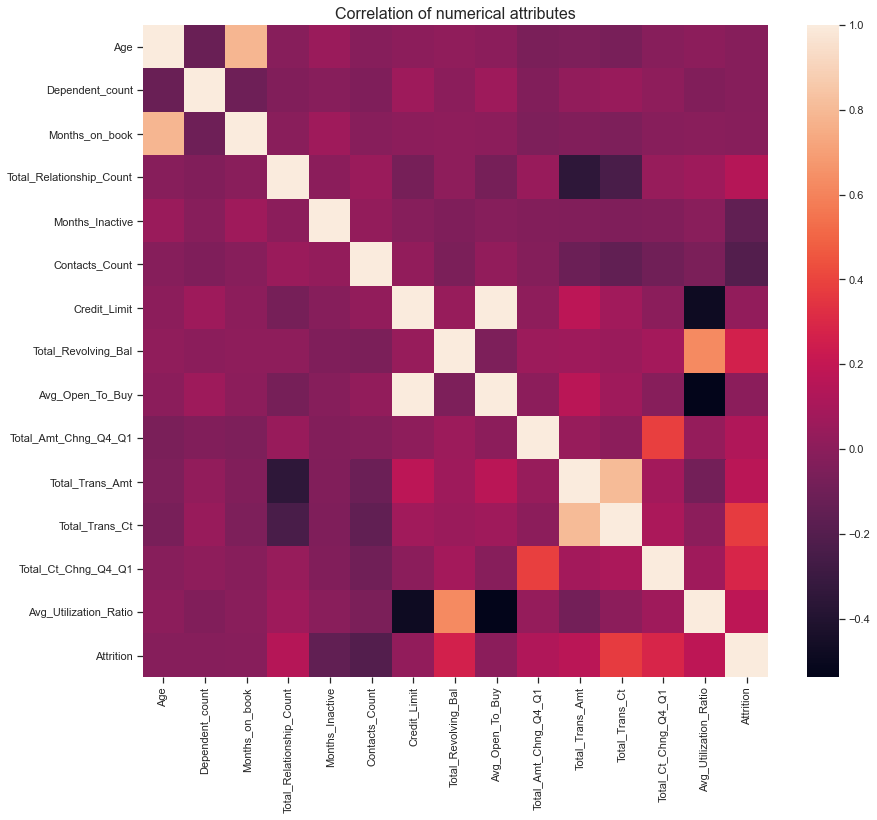 Correlation of numerical attributes
Age
Dependent_count
Months_on_book
Total_Relationship_Count
Months_Inactive
Contacts_Count
Credit_Limit
Total_Revolving_Bal
Avg_Open_To_Buy
Total_Amt_Chng_Q4_Q1
Total_Trans_Amt
Total_Trans_Ct
Total_Ct_Chng_Q4_Q1
Avg_Utilization_Ratio
Attrition
Age
Dependent_count
Months_on_book
Total_Relationship_Count
Months_Inactive
Contacts_Count
Credit_Limit
Total_Revolving_Bal
Avg_Open_To_Buy
Total_Amt_Chng_Q4_Q1
Total_Trans_Amt
Total_Trans_Ct
Total_Ct_Chng_Q4_Q1
Avg_Utilization_Ratio
Attrition
1.0
0.8
0.6
0.4
0.2
0.0
−0.2
−0.4